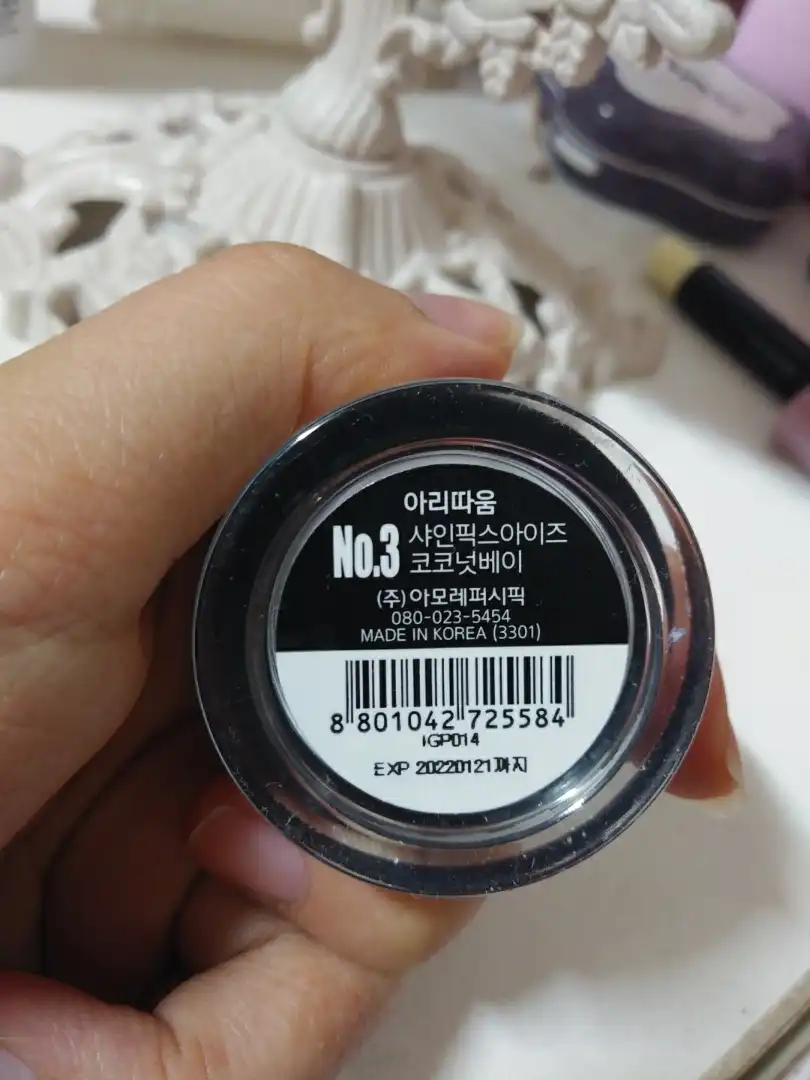 아리따움
No.3 샤인픽스아이즈
코코넛베이
(주)아모레퍼시픽
080-023-5454
MADE IN KOREA (3301)
8 801042 725584
IGP014
EXP 20220121까지